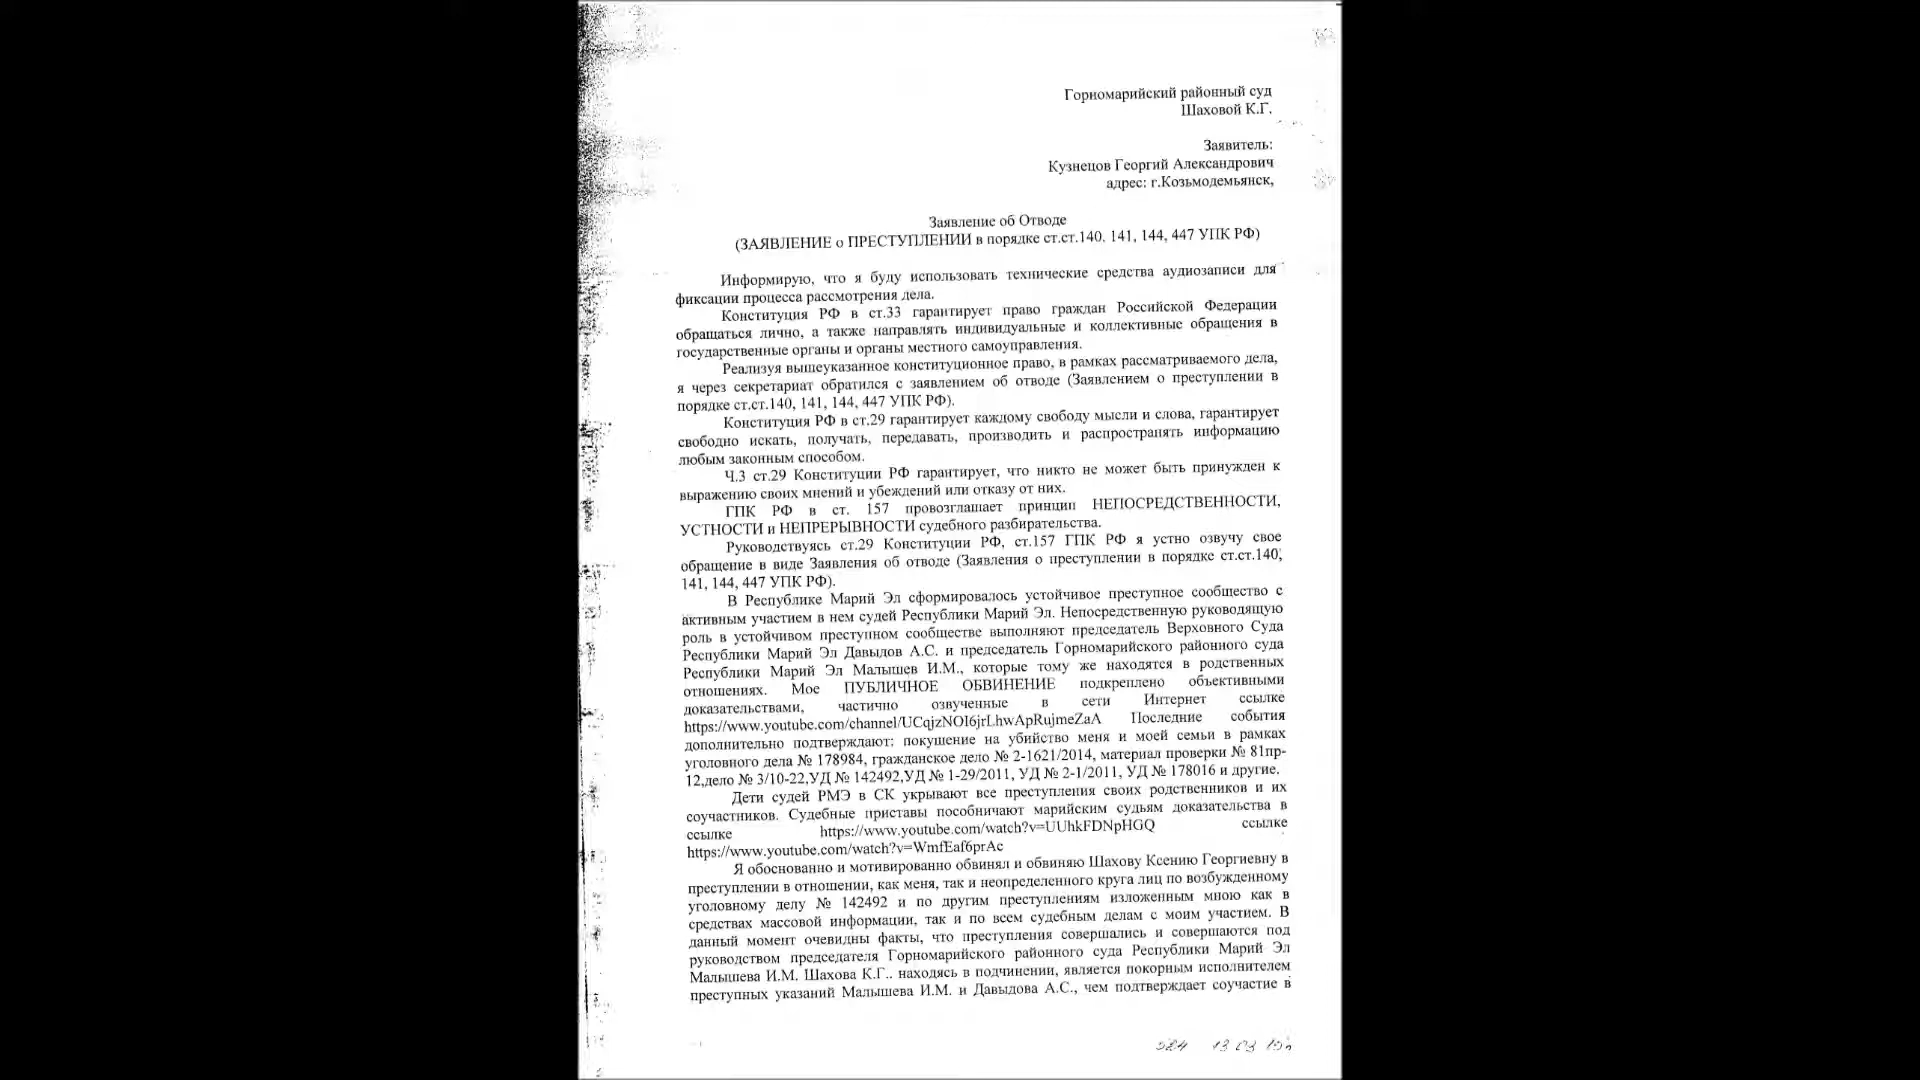 Горномарийский районный суд
Шаховой К.Г.
Заявитель:
Кузнецов Георгий Александрович
адрес: г.Козьмодемьянск,
Заявление об Отводе
(ЗАЯВЛЕНИЕ о ПРЕСТУПЛЕНИИ в порядке ст.ст.140. 141, 144, 447 УПК РФ)
Информирую, что я буду использовать технические средства аудиозаписи для
фиксации процесса рассмотрения дела.
Конституция РФ в ст.33 гарантирует право граждан Российской Федерации
обращаться лично, а также направлять индивидуальные и коллективные обращения в
государственные органы и органы местного самоуправления.
Реализуя вышеуказанное конституционное право, в рамках рассматриваемого дела,
я через секретариат обратился с заявлением об отводе (Заявлением о преступлении в
порядке ст.ст.140, 141, 144, 447 УПК РФ).
Конституция РФ в ст.29 гарантирует каждому свободу мысли и слова, гарантирует
свободно искать, получать, передавать, производить и распространять информацию
любым законным способом.
Ч.3 ст.29 Конституции РФ гарантирует, что никто не может быть принужден к
выражению своих мнений и убеждений или отказу от них.
ГПК РФ в ст. 157 провозглашает принцип НЕПОСРЕДСТВЕННОСТИ,
УСТНОСТИ и НЕПРЕРЫВНОСТИ судебного разбирательства.
Руководствуясь ст.29 Конституции РФ, ст.157 ГПК РФ я устно озвучу свое
обращение в виде Заявления об отводе (Заявления о преступлении в порядке ст.ст.140,
141, 144, 447 УПК РФ).
В Республике Марий Эл сформировалось устойчивое преступное сообщество с
активным участием в нем судей Республики Марий Эл. Непосредственную руководящую
роль в устойчивом преступном сообществе выполняют председатель Верховного Суда
Республики Марий Эл Давыдов А.С. и председатель Горномарийского районного суда
Республики Марий Эл Малышев И.М., которые тому же находятся в родственных
отношениях. Мое ПУБЛИЧНОЕ ОБВИНЕНИЕ подкреплено объективными
доказательствами, частично озвученные в сети Интернет ссылке
https://www.youtube.com/channel/UCqjzNOI6jrLhwApRujmeZaA Последние события
дополнительно подтверждают: покушение на убийство меня и моей семьи в рамках
уголовного дела № 178984, гражданское дело № 2-1621/2014, материал проверки № 81пр-
12,дело № 3/10-22,УД № 142492,УД № 1-29/2011, УД № 2-1/2011, УД № 178016 и другие.
Дети судей РМЭ в СК укрывают все преступления своих родственников и их
соучастников. Судебные приставы пособничают марийским судьям доказательства в
ссылке https://www.youtube.com/watch?v=UUhkFDNpHGQ ссылке
https://www.youtube.com/watch?v=WmfEaf6prAc
Я обоснованно и мотивированно обвинял и обвиняю Шахову Ксению Георгиевну в
преступлении в отношении, как меня, так и неопределенного круга лиц по возбужденному
уголовному делу № 142492 и по другим преступлениям изложенным мною как в
средствах массовой информации, так и по всем судебным делам с моим участием. В
данный момент очевидны факты, что преступления совершались и совершаются под
руководством председателя Горномарийского районного суда Республики Марий Эл
Малышева И.М. Шахова К.Г.. находясь в подчинении, является покорным исполнителем
преступных указаний Малышева И.М. и Давыдова А.С., чем подтверждает соучастие в